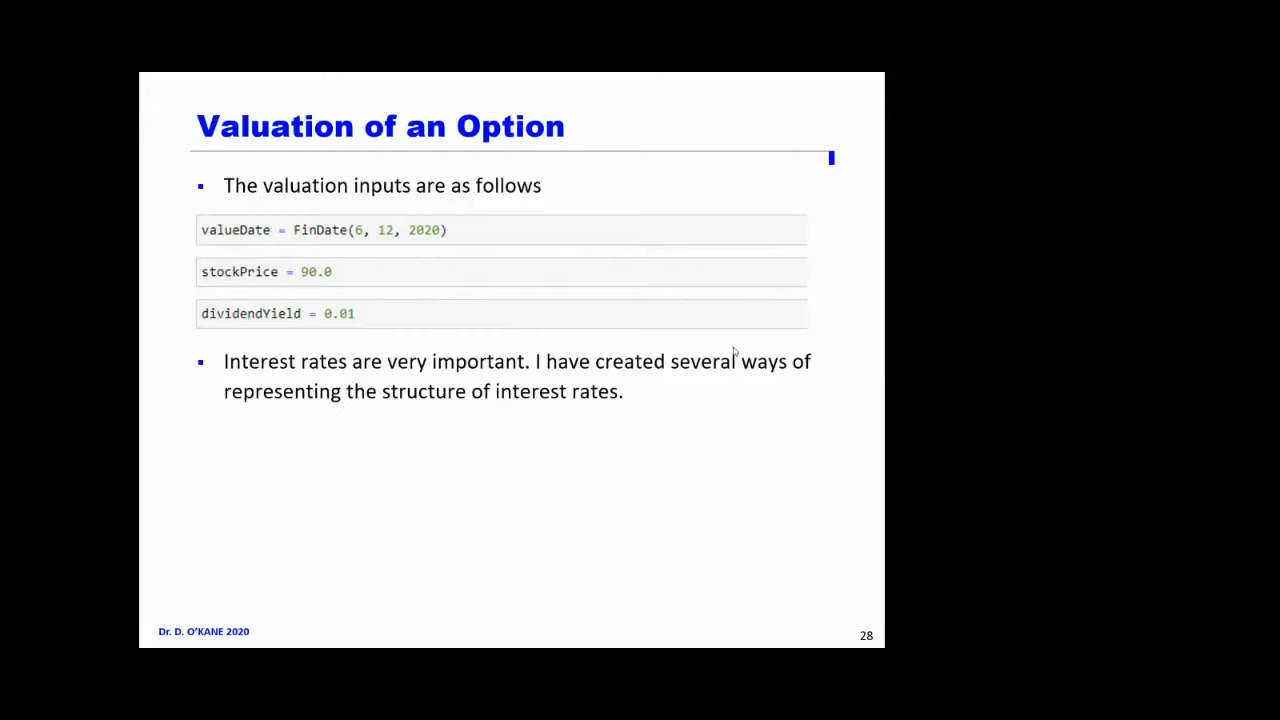 Valuation of an Option
▪ The valuation inputs are as follows
valueDate = FinDate(6, 12, 2020)
stockPrice = 90.0
dividendYield = 0.01
▪ Interest rates are very important. I have created several ways of
representing the structure of interest rates.
Dr. D. O'KANE 2020
28